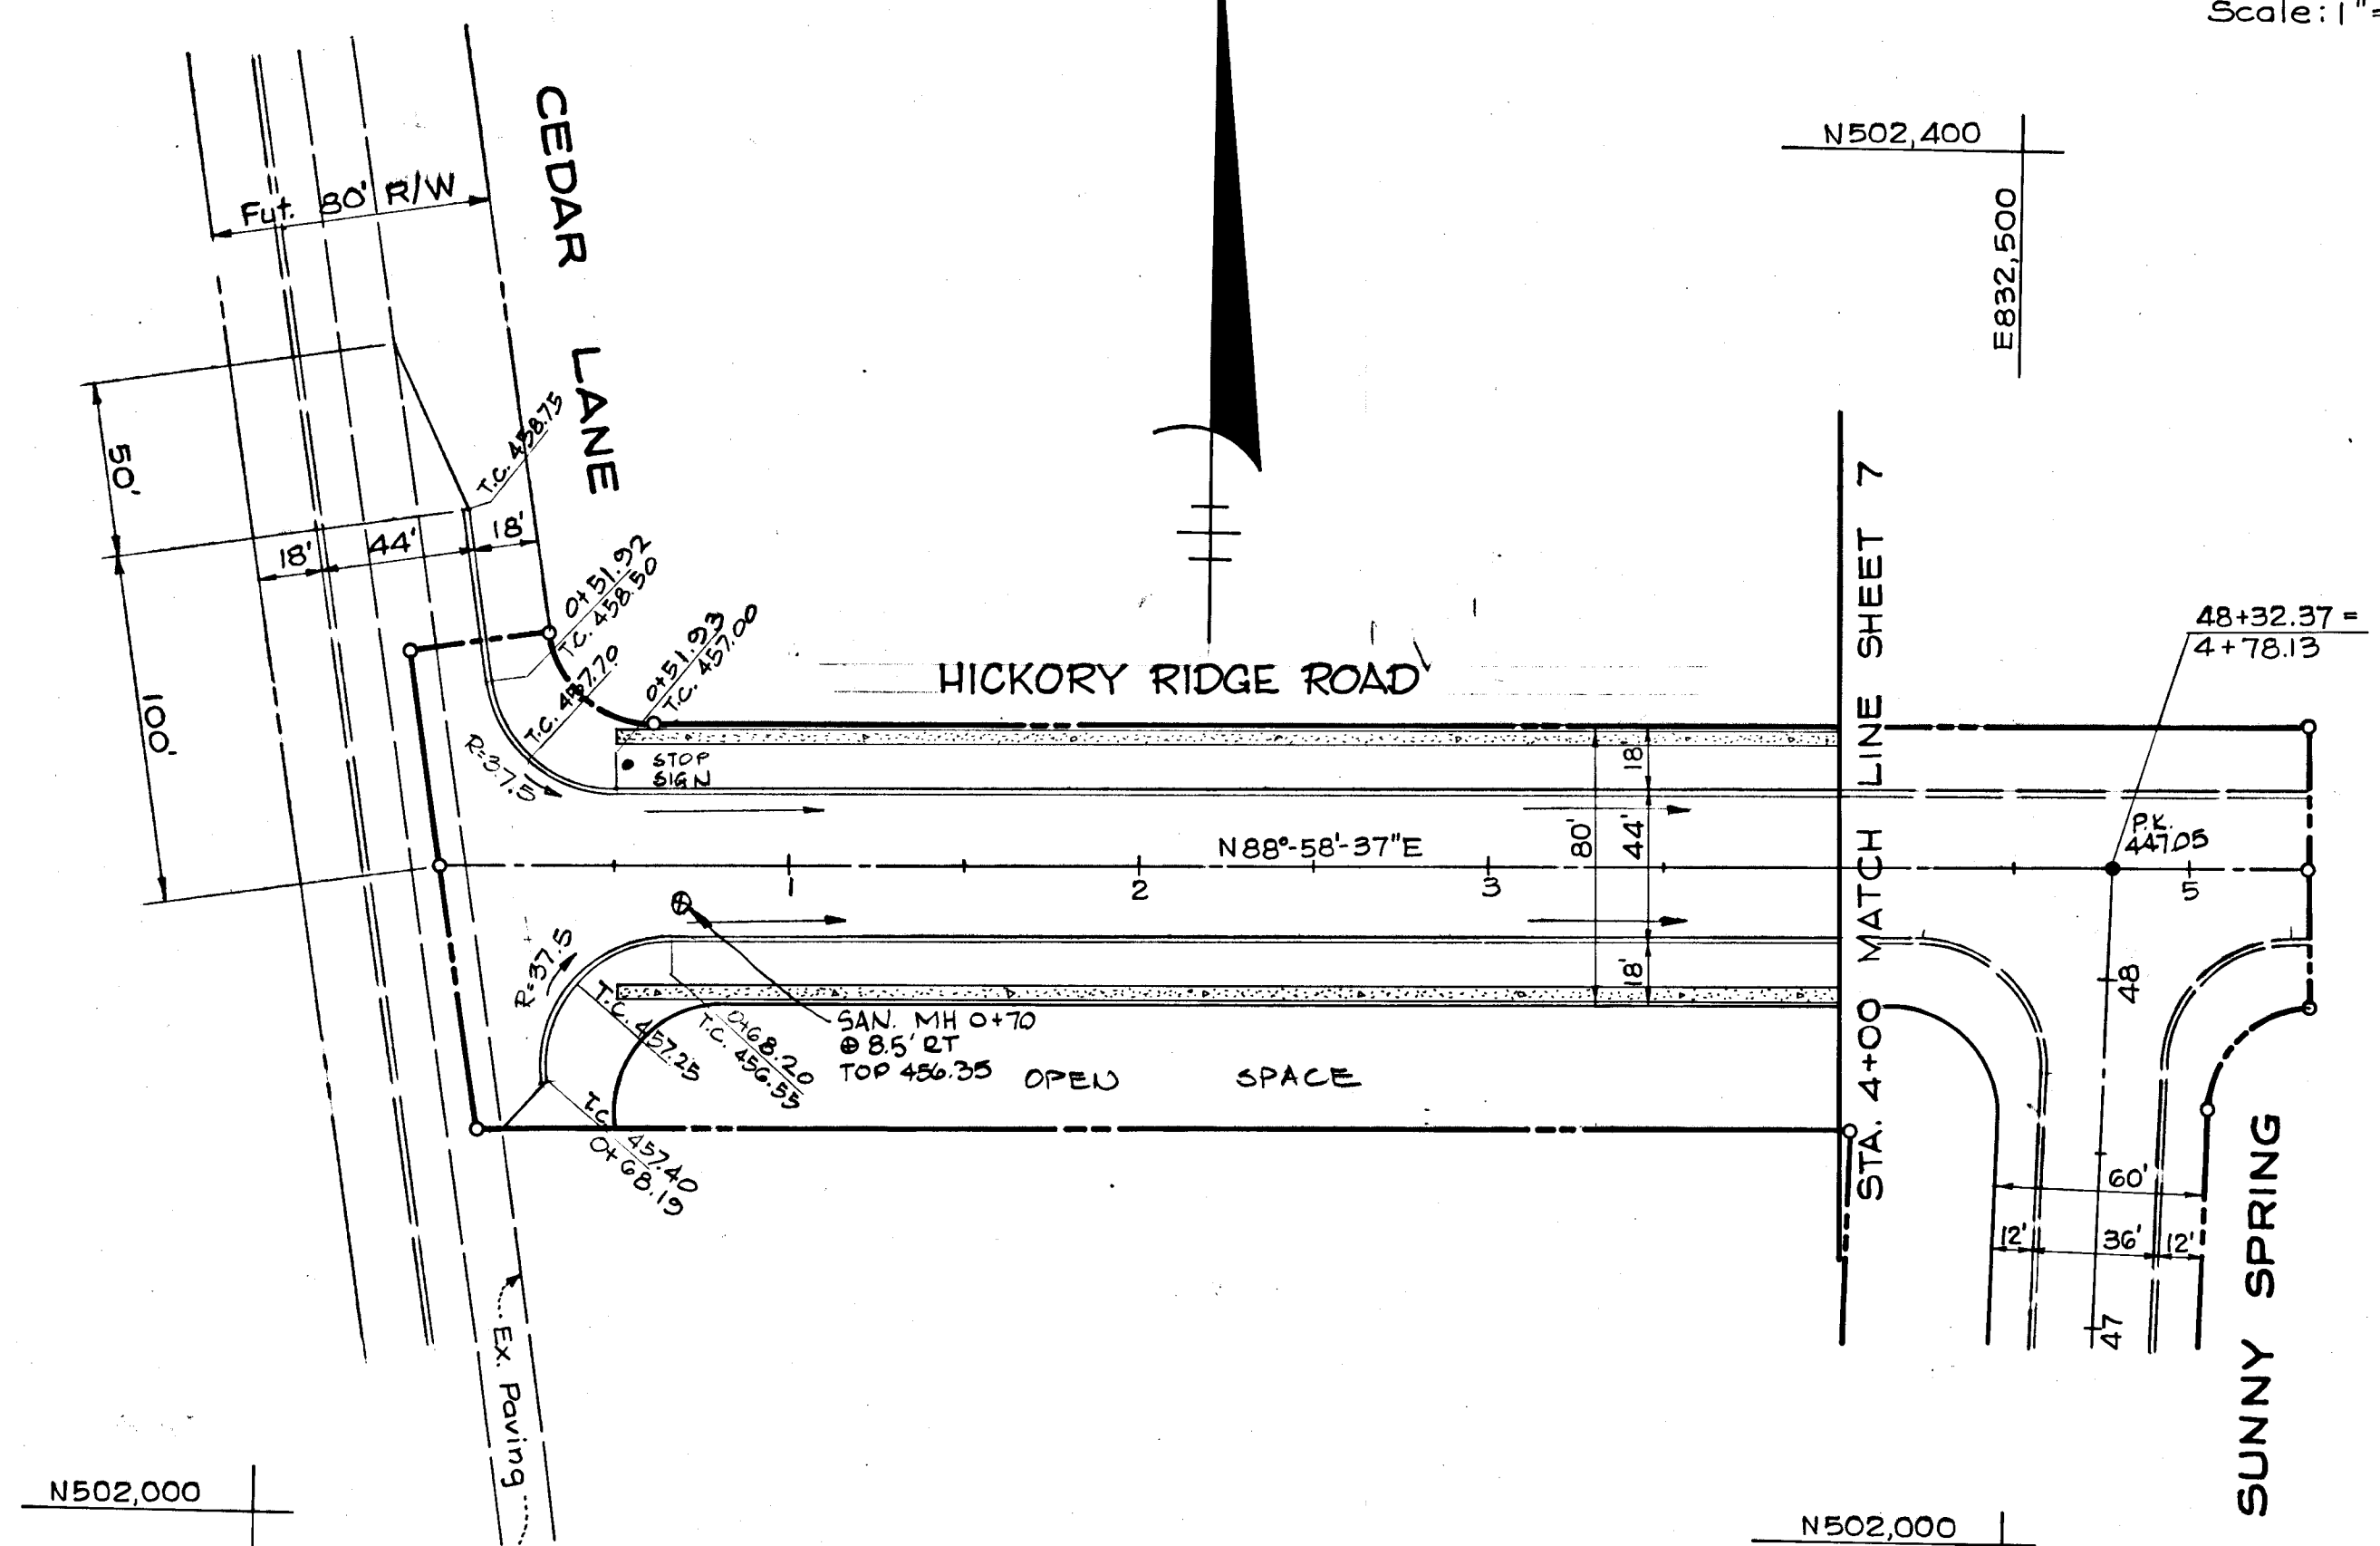 Scale: 1"=
N502,400
E832,500
CEDAR LANE
Fut. 80' R/W
50'
100'
18'
44'
18'
T.C. 458.75
0+51.92
T.C. 458.50
T.C. 457.70
0+51.93
T.C. 457.00
R=37.5
STOP
SIGN
HICKORY RIDGE ROAD
N88°-58'-37"E
1
2
3
5
80'
18'
44'
18'
STA. 4+00 MATCH LINE SHEET 7
48+32.37 =
4+78.13
P.K.
447.05
R=37.5
T.C. 457.25
0+68.20
T.C. 456.55
T.C. 457.40
0+68.19
SAN. MH 0+70
⊕ 8.5' RT
TOP 456.35
OPEN SPACE
48
47
60'
12'
36'
12'
SUNNY SPRING
Ex. Paving
N502,000
N502,000